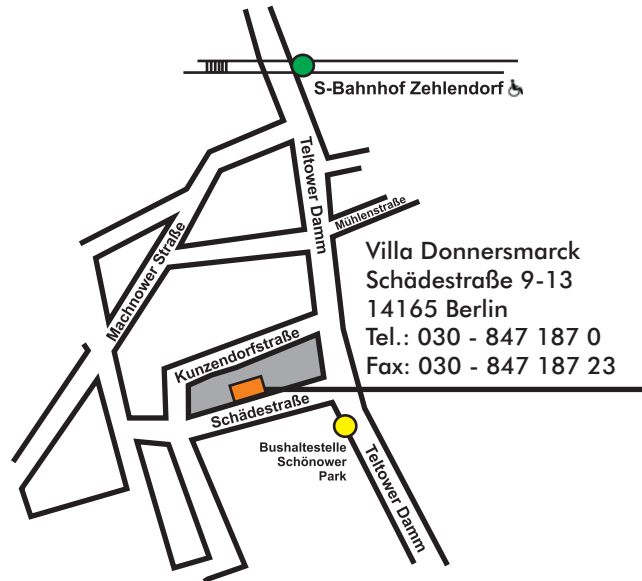 S-Bahnhof Zehlendorf
Teltower Damm
Mühlenstraße
Machnower Straße
Villa Donnersmarck
Schädestraße 9-13
14165 Berlin
Tel.: 030 - 847 187 0
Fax: 030 - 847 187 23
Kunzendorfstraße
Schädestraße
Bushaltestelle
Schönower
Park
Teltower Damm